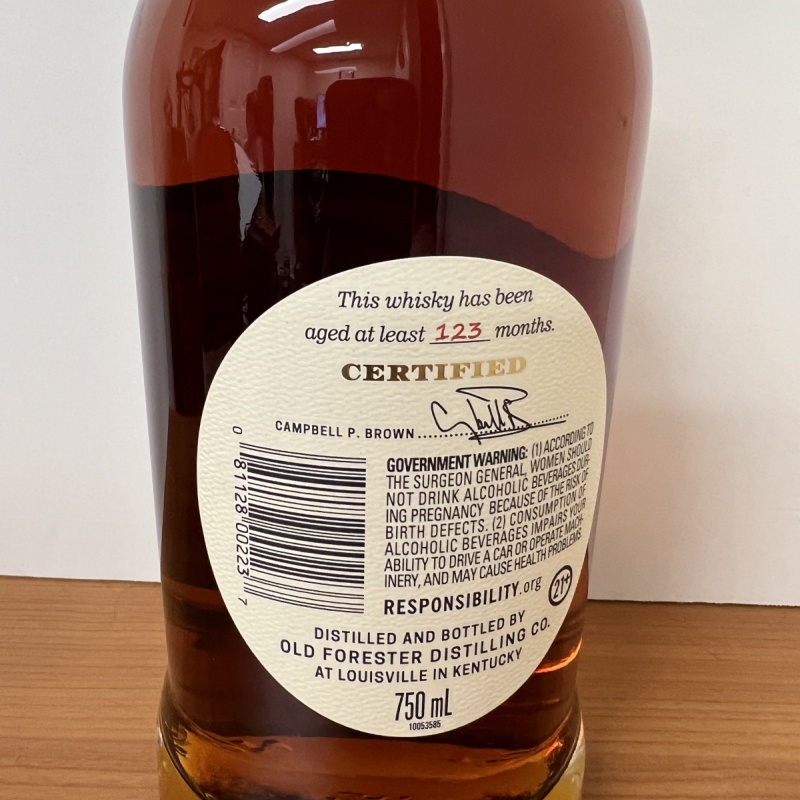 This whisky has been
aged at least 123 months.
CERTIFIED
CAMPBELL P. BROWN
0 81128 00223 7
GOVERNMENT WARNING: (1) ACCORDING TO
THE SURGEON GENERAL, WOMEN SHOULD
NOT DRINK ALCOHOLIC BEVERAGES DUR-
ING PREGNANCY BECAUSE OF THE RISK OF
BIRTH DEFECTS. (2) CONSUMPTION OF
ALCOHOLIC BEVERAGES IMPAIRS YOUR
ABILITY TO DRIVE A CAR OR OPERATE MACH-
INERY, AND MAY CAUSE HEALTH PROBLEMS.
RESPONSIBILITY.org 21+
DISTILLED AND BOTTLED BY
OLD FORESTER DISTILLING CO.
AT LOUISVILLE IN KENTUCKY
750 mL
10053585